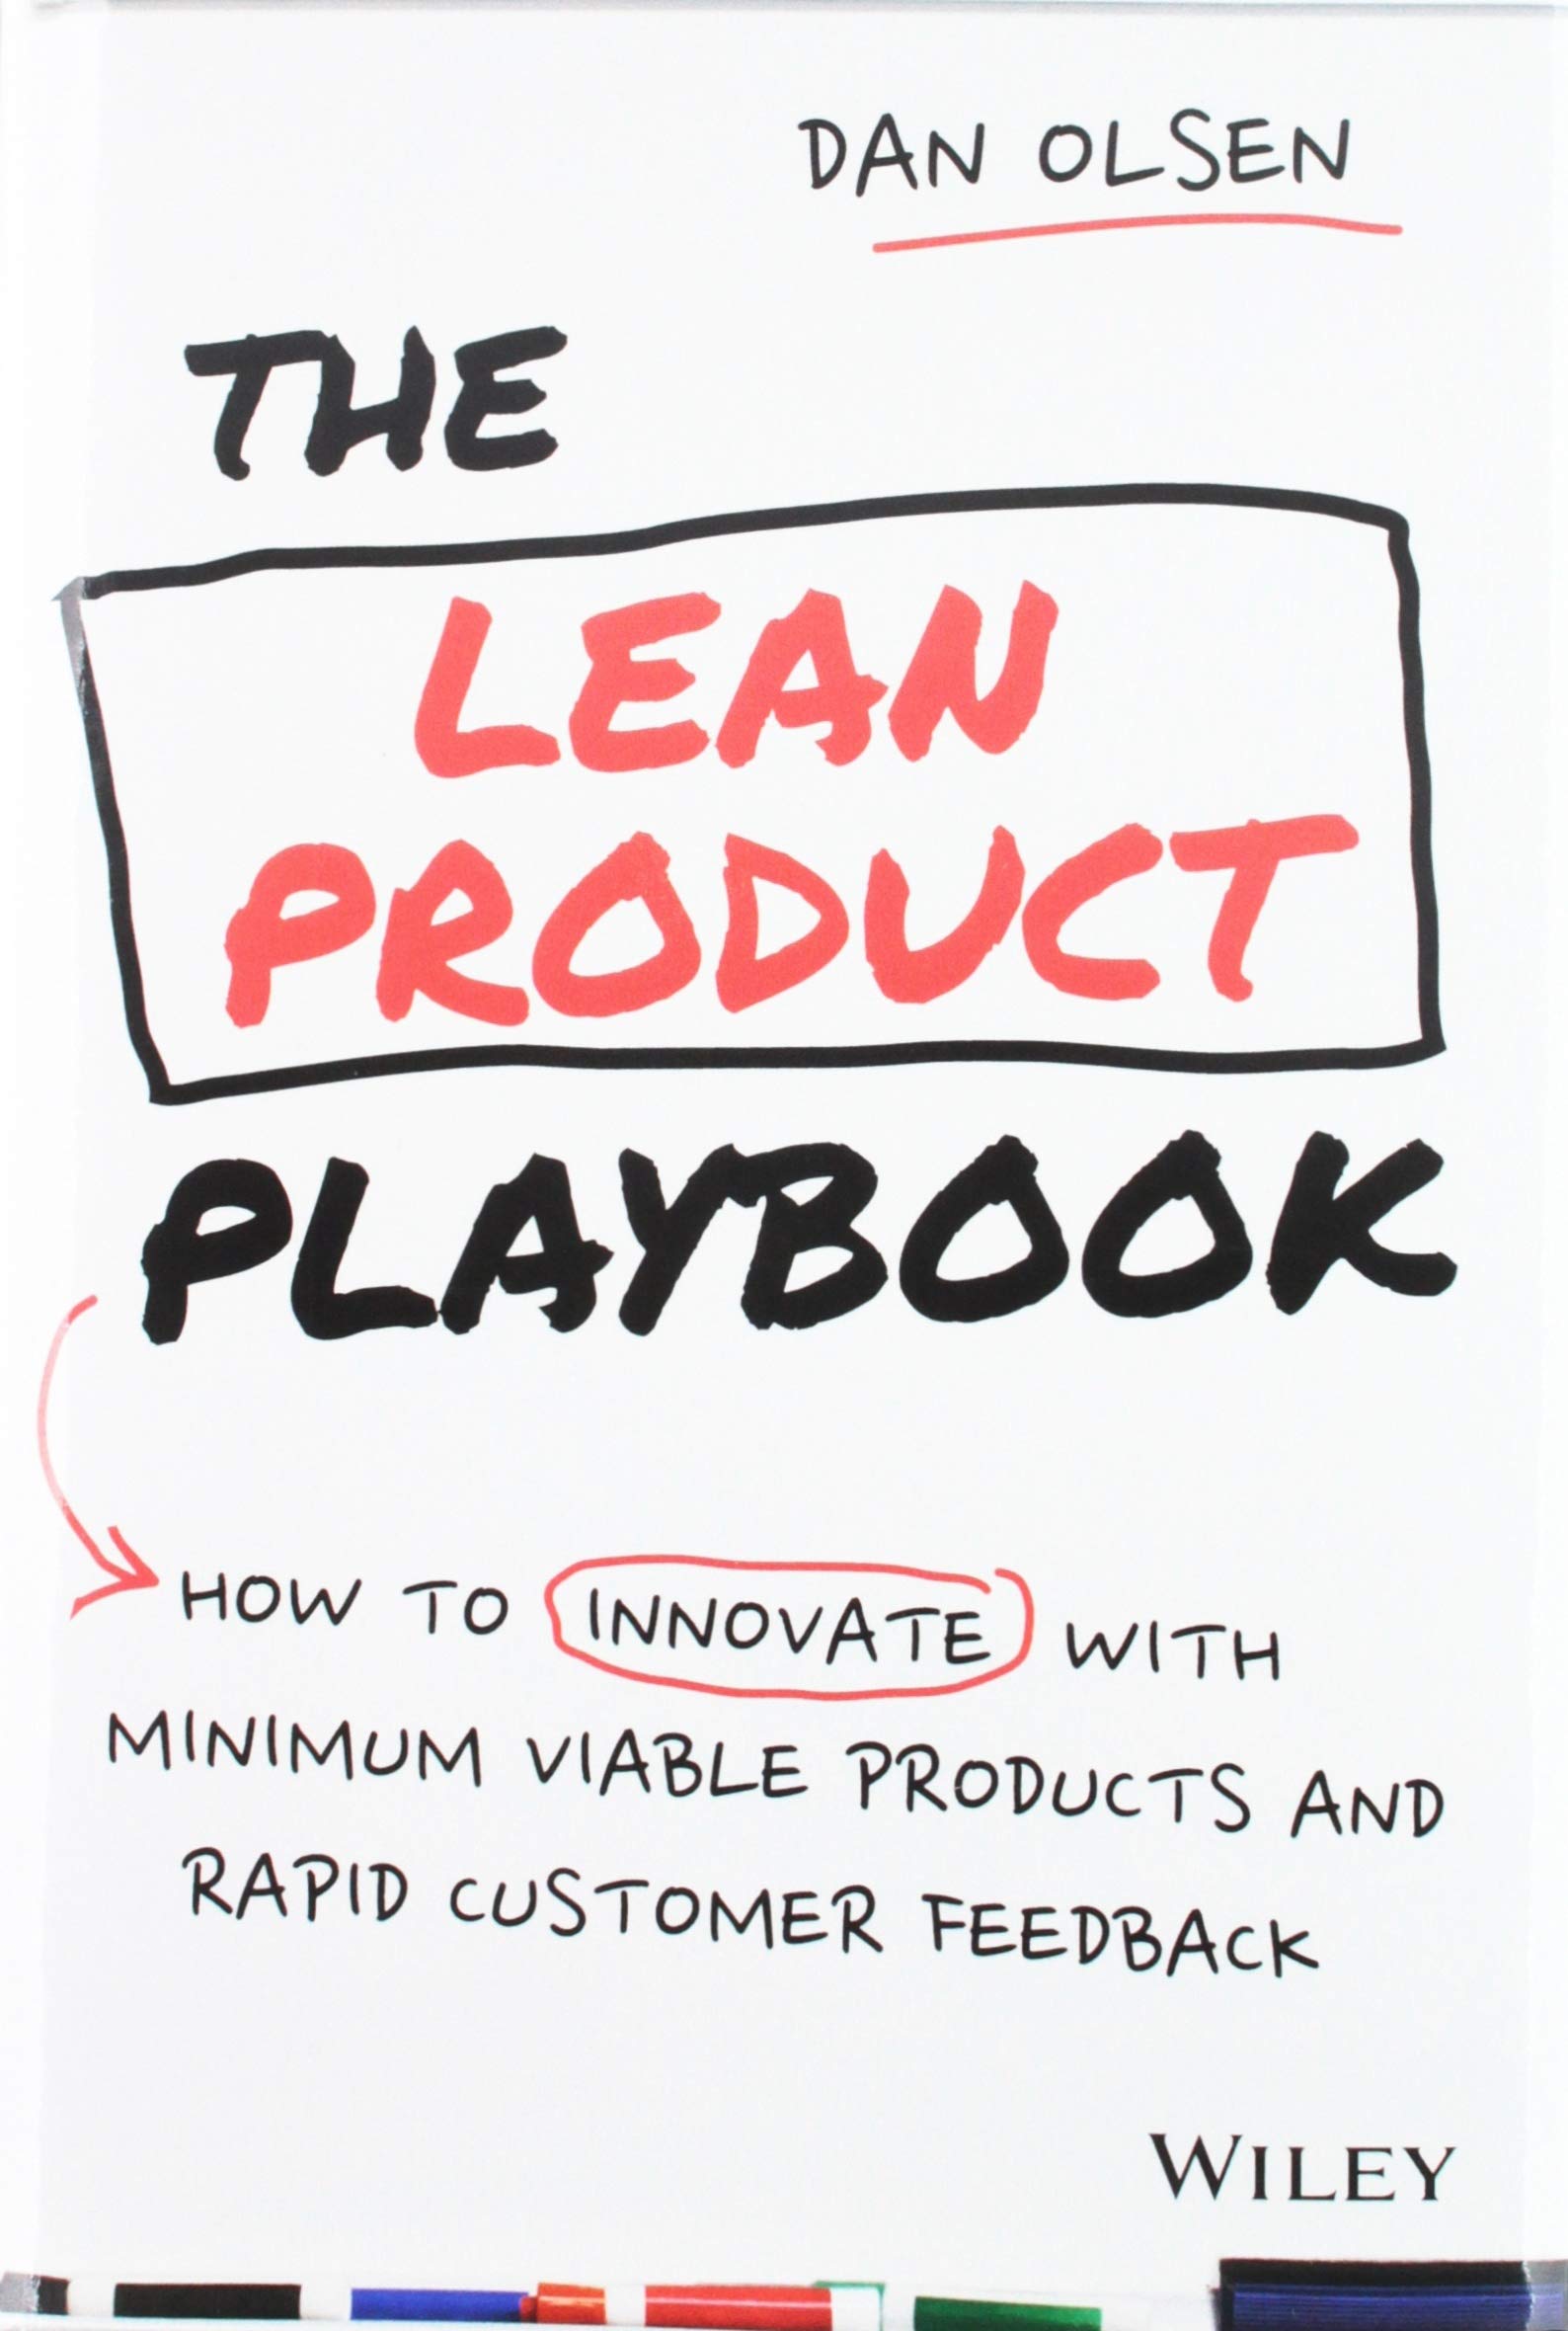 DAN OLSEN
THE
LEAN
PRODUCT
PLAYBOOK
HOW TO INNOVATE WITH
MINIMUM VIABLE PRODUCTS AND
RAPID CUSTOMER FEEDBACK
WILEY